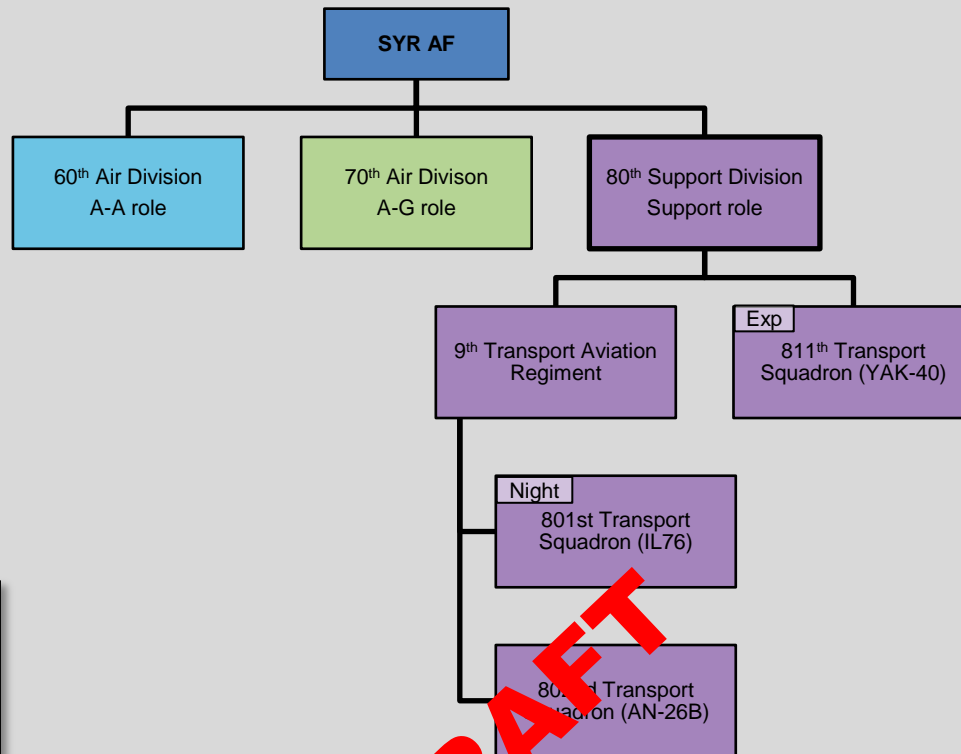 SYR AF
60th Air Division
A-A role
70th Air Divison
A-G role
80th Support Division
Support role
9th Transport Aviation
Regiment
Exp
811th Transport
Squadron (YAK-40)
Night
801st Transport
Squadron (IL76)
Transport
(AN-26B)